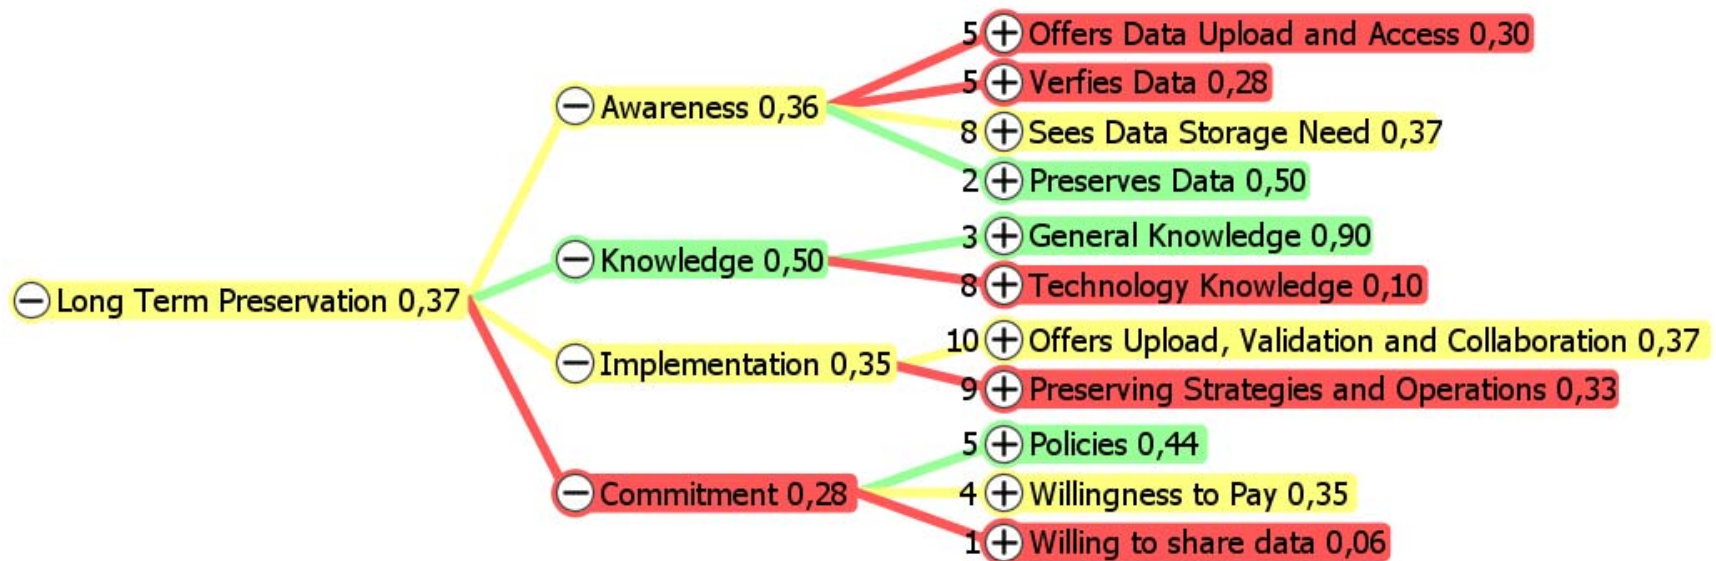 Long Term Preservation 0,37
Awareness 0,36
5 Offers Data Upload and Access 0,30
5 Verfies Data 0,28
8 Sees Data Storage Need 0,37
2 Preserves Data 0,50
Knowledge 0,50
3 General Knowledge 0,90
8 Technology Knowledge 0,10
Implementation 0,35
10 Offers Upload, Validation and Collaboration 0,37
9 Preserving Strategies and Operations 0,33
Commitment 0,28
5 Policies 0,44
4 Willingness to Pay 0,35
1 Willing to share data 0,06